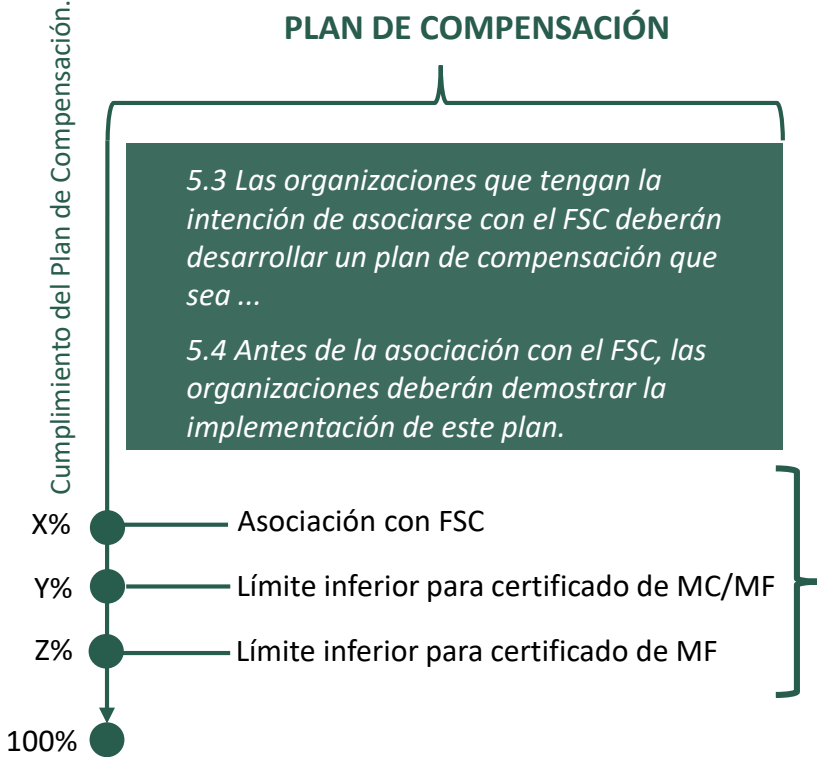 PLAN DE COMPENSACIÓN
Cumplimiento del Plan de Compensación.
5.3 Las organizaciones que tengan la
intención de asociarse con el FSC deberán
desarrollar un plan de compensación que
sea ...
5.4 Antes de la asociación con el FSC, las
organizaciones deberán demostrar la
implementación de este plan.
X% Asociación con FSC
Y% Límite inferior para certificado de MC/MF
Z% Límite inferior para certificado de MF
100%